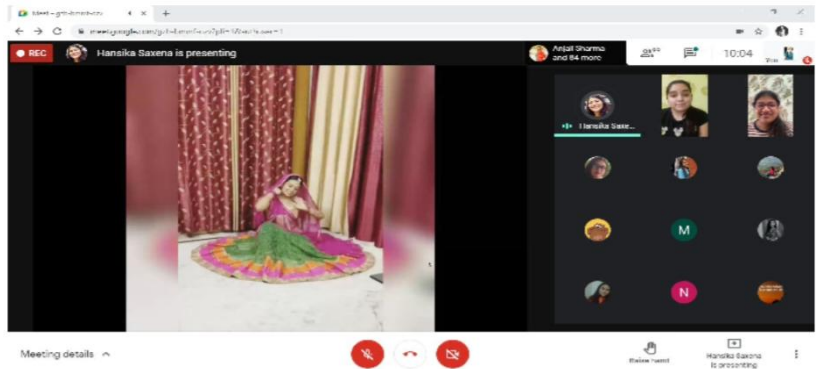 REC
Hansika Saxena is presenting
Anjali Sharma
and 84 more
10:04
You
Hansika Saxe...
M
N
Meeting details
Raise hand
Hansika Saxena
is presenting